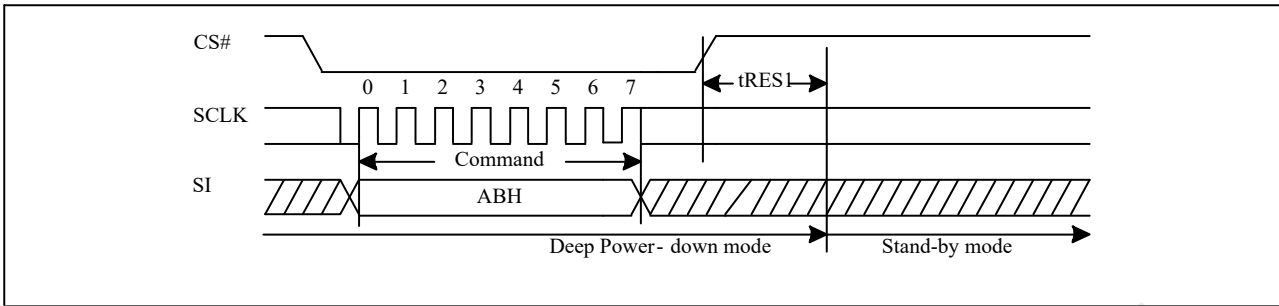 CS#
tRES1
0 1 2 3 4 5 6 7
SCLK
Command
SI
ABH
Deep Power- down mode
Stand-by mode